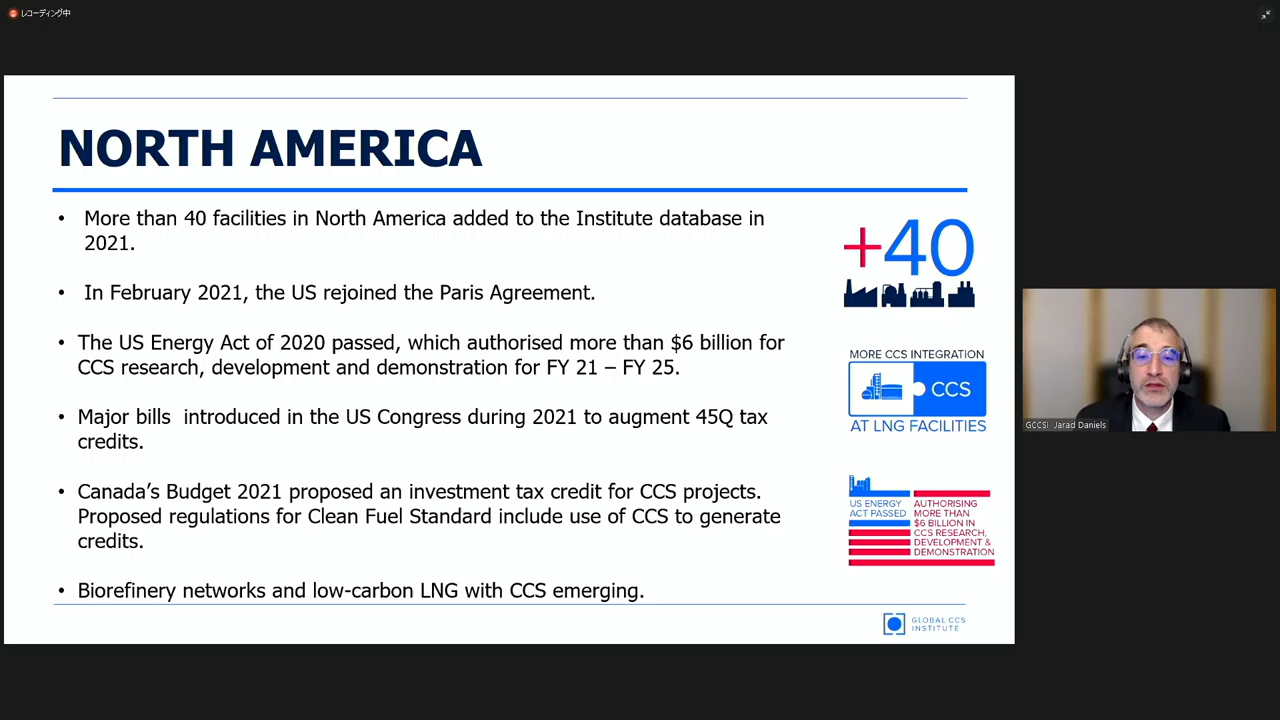 レコーディング中
NORTH AMERICA
• More than 40 facilities in North America added to the Institute database in
2021.
• In February 2021, the US rejoined the Paris Agreement.
• The US Energy Act of 2020 passed, which authorised more than $6 billion for
CCS research, development and demonstration for FY 21 – FY 25.
• Major bills introduced in the US Congress during 2021 to augment 45Q tax
credits.
• Canada's Budget 2021 proposed an investment tax credit for CCS projects.
Proposed regulations for Clean Fuel Standard include use of CCS to generate
credits.
• Biorefinery networks and low-carbon LNG with CCS emerging.
+40
MORE CCS INTEGRATION
CCS
AT LNG FACILITIES
US ENERGY
ACT PASSED
AUTHORISING
MORE THAN
$6 BILLION IN
CCS RESEARCH,
DEVELOPMENT &
DEMONSTRATION
GLOBAL CCS
INSTITUTE
GCCSI Jarad Daniels